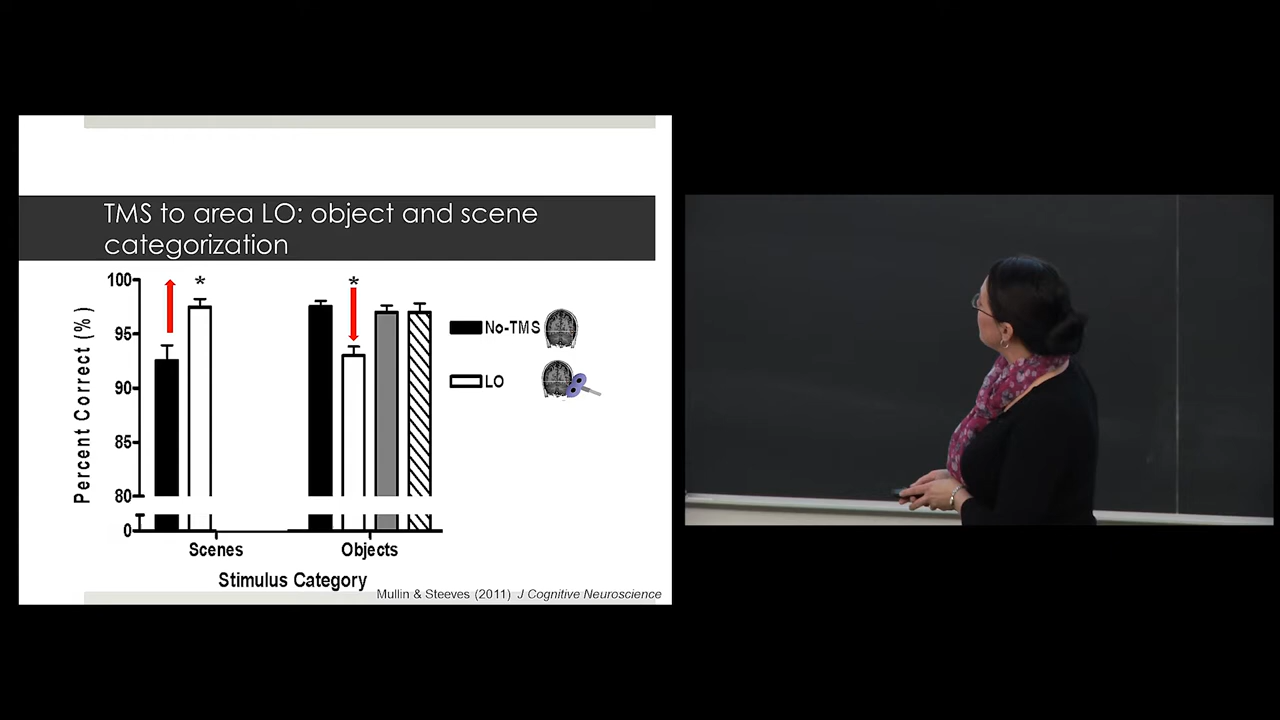 TMS to area LO: object and scene
categorization
100
95
90
85
80
0
Percent Correct (%)
*
*
No-TMS
LO
Scenes
Objects
Stimulus Category
Mullin & Steeves (2011) J Cognitive Neuroscience